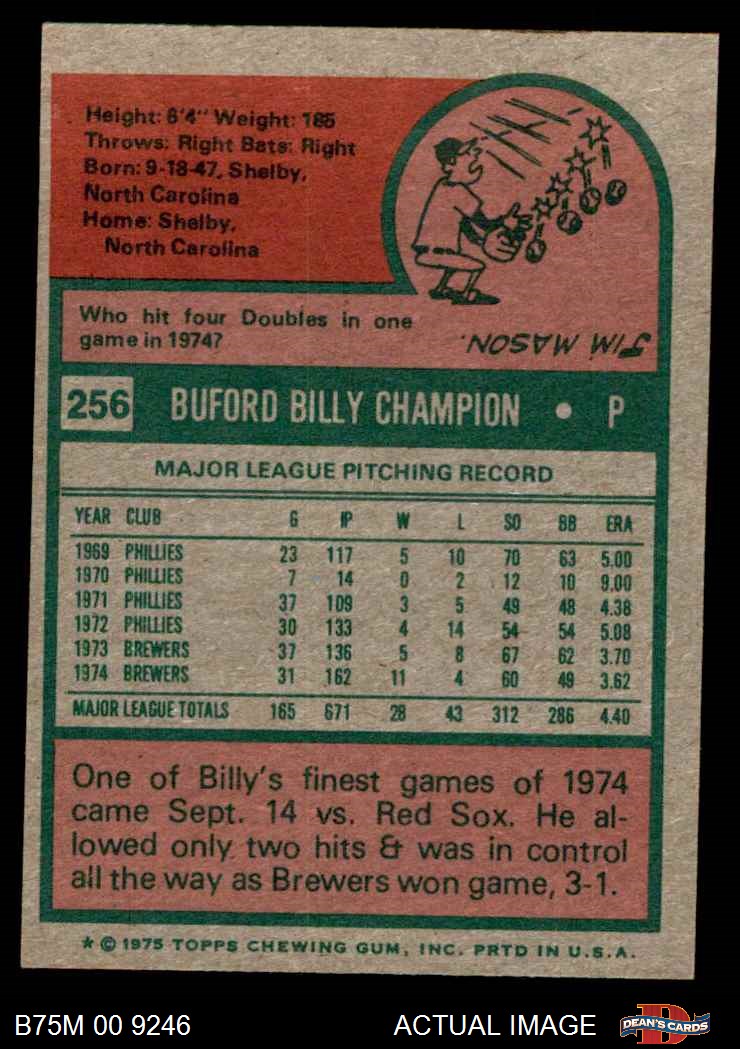 Height: 6'4" Weight: 185
Throws: Right Bats: Right
Born: 9-18-47, Shelby,
North Carolina
Home: Shelby,
North Carolina
Who hit four Doubles in one
game in 1974?
JIM MASON.
256 BUFORD BILLY CHAMPION • P
MAJOR LEAGUE PITCHING RECORD
YEAR CLUB G IP W L SO BB ERA
1969 PHILLIES 23 117 5 10 70 63 5.00
1970 PHILLIES 7 14 0 2 12 10 9.00
1971 PHILLIES 37 109 3 5 49 48 4.38
1972 PHILLIES 30 133 4 14 54 54 5.08
1973 BREWERS 37 136 5 8 67 62 3.70
1974 BREWERS 31 162 11 4 60 49 3.62
MAJOR LEAGUE TOTALS 165 671 28 43 312 286 4.40
One of Billy's finest games of 1974
came Sept. 14 vs. Red Sox. He al-
lowed only two hits & was in control
all the way as Brewers won game, 3-1.
* © 1975 TOPPS CHEWING GUM, INC. PRTD IN U.S.A.
B75M 00 9246 ACTUAL IMAGE D DEAN'S CARDS